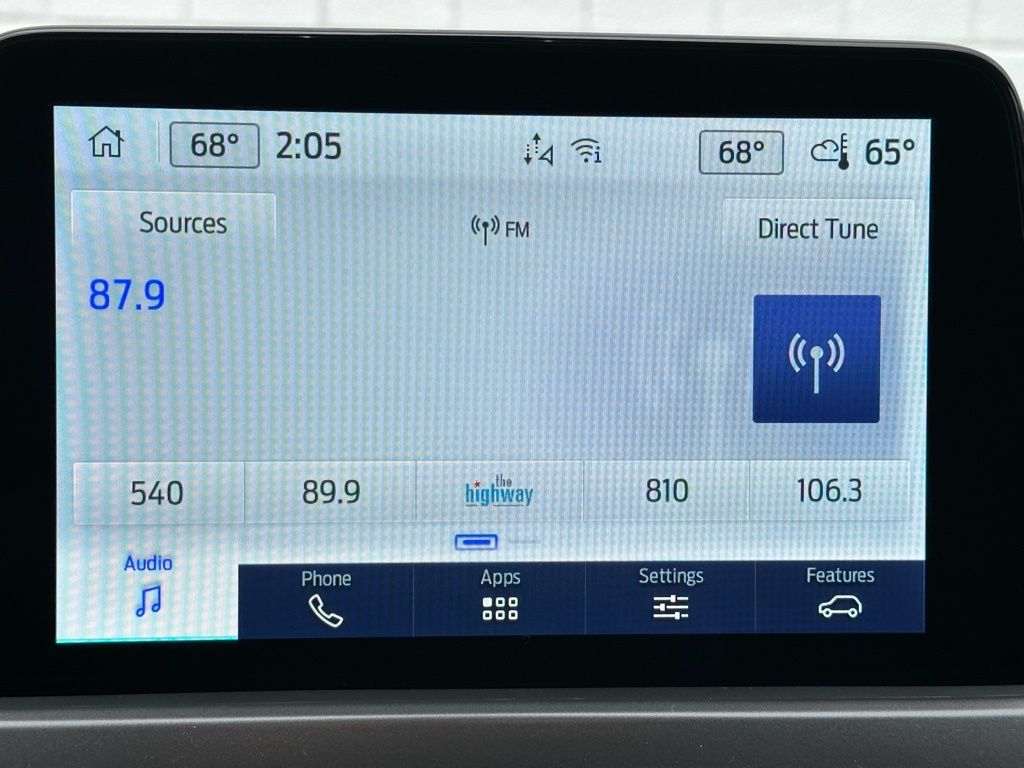 68° 2:05 68° 65°
Sources FM Direct Tune
87.9
540 89.9 the highway 810 106.3
Audio Phone Apps Settings Features